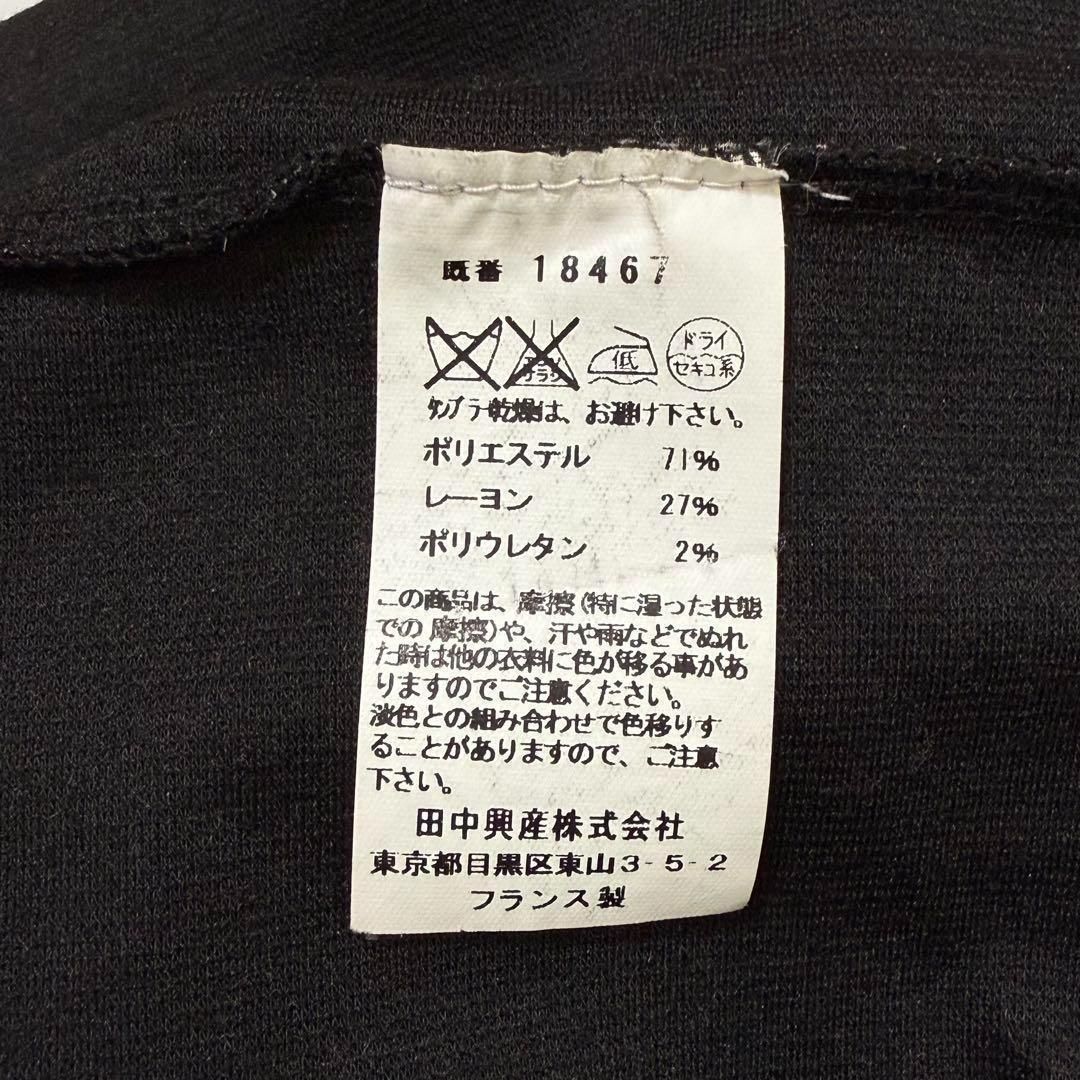 既番 18467
エンソ
サラシ
低
ドライ
セキユ系
タンブラー乾燥は、お避け下さい。
ポリエステル 71%
レーヨン 27%
ポリウレタン 2%
この商品は、摩擦(特に湿った状態
での摩擦)や、汗や雨などでぬれ
た時は他の衣料に色が移る事があ
りますのでご注意ください。
淡色との組み合わせで色移りす
ることがありますので、ご注意
下さい。
田中興産株式会社
東京都目黒区東山3-5-2
フランス製